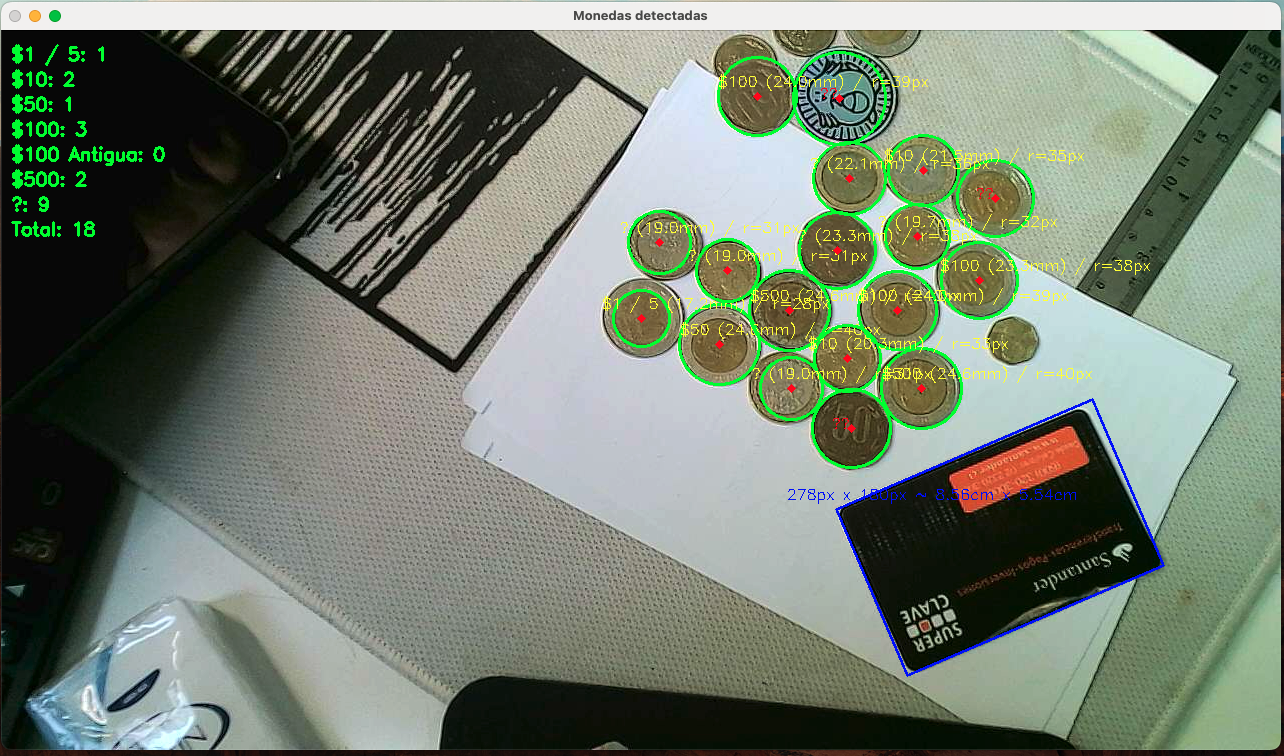 Monedas detectadas
$1 / 5: 1
$10: 2
$50: 1
$100: 3
$100 Antigua: 0
$500: 2
?: 9
Total: 18
$100 (24.0mm) / r=39px
??
? (22.1mm) / r=36px
$10 (21.5mm) / r=35px
??
? (19.0mm) / r=31px
? (19.7mm) / r=32px
? (23.3mm) / r=38px
? (19.0mm) / r=31px
$100 (23.3mm) / r=38px
$1 / 5 (17.2mm) / r=28px
$500 (24.6mm)
$100 (24.0mm) / r=39px
$50 (24.6mm) / r=40px
$10 (20.3mm) / r=33px
? (19.0mm) / r=31px
$500 (24.6mm) / r=40px
??
50
278px x 180px ~ 8.56cm x 5.54cm
www.santander.cl
Transferencias-Pagos-Inversiones
Santander
SUPER
CLAVE